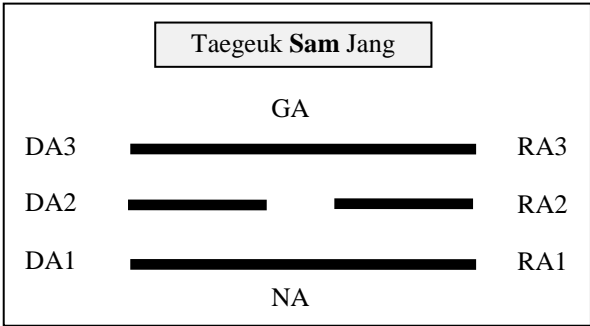 Taegeuk Sam Jang
GA
DA3 RA3
DA2 RA2
DA1 RA1
NA